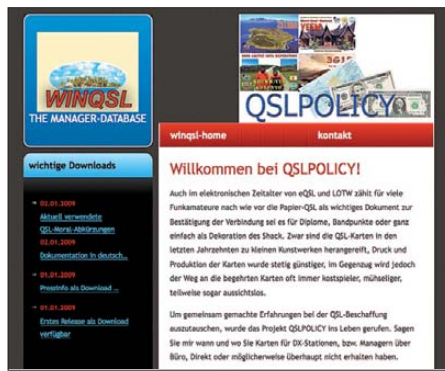 WINQSL
THE MANAGER-DATABASE
QSLPOLICY
winqsl-home
kontakt
wichtige Downloads
02.01.2009
Aktuell verwendete
QSL-Moral-Abkürzungen
02.01.2009
Dokumentation in deutsch...
01.01.2009
Pressinfo als Download ...
01.01.2009
Erstes Release als Download
verfügbar
Willkommen bei QSLPOLICY!
Auch im elektronischen Zeitalter von eQSL und LOTW zählt für viele
Funkamateure nach wie vor die Papier-QSL als wichtiges Dokument zur
Bestätigung der Verbindung sei es für Diplome, Bandpunkte oder ganz
einfach als Dekoration des Shack. Zwar sind die QSL-Karten in den
letzten Jahrzehnten zu kleinen Kunstwerken herangereift, Druck und
Produktion der Karten wurde stetig günstiger, im Gegenzug wird jedoch
der Weg an die begehrten Karten oft immer kostspieler, mühseliger,
teilweise sogar aussichtslos.
Um gemeinsam gemachte Erfahrungen bei der QSL-Beschaffung
auszutauschen, wurde das Projekt QSLPOLICY ins Leben gerufen. Sagen
Sie mir wann und wo Sie Karten für DX-Stationen, bzw. Managern über
Büro, Direkt oder möglicherweise überhaupt nicht erhalten haben.